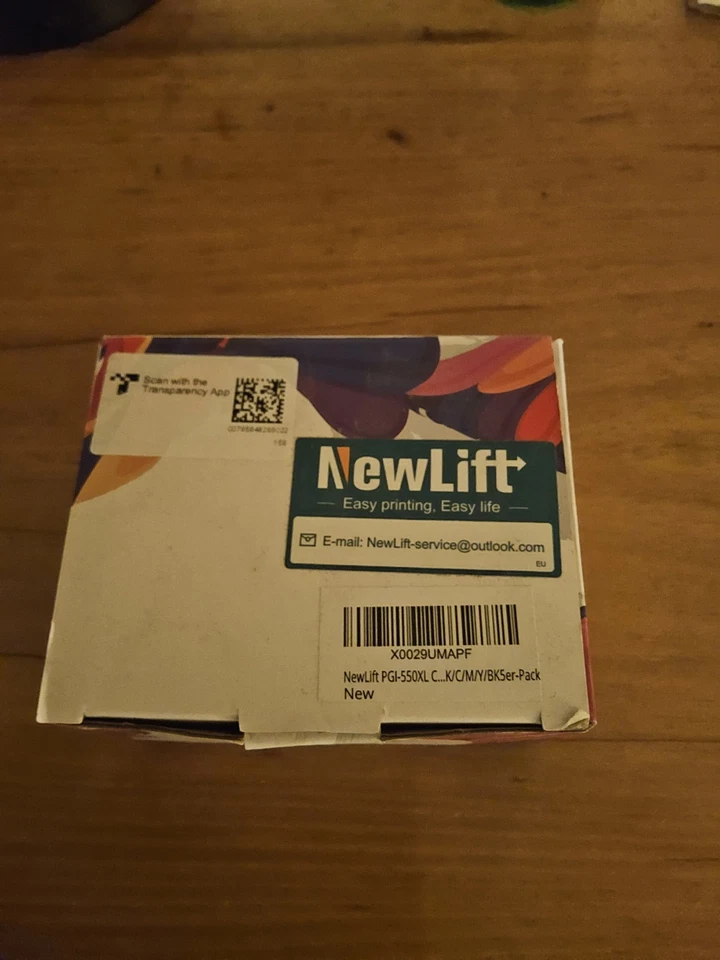 Scan with the
Transparency App
NewLift
Easy printing, Easy life
E-mail: NewLift-service@outlook.com
EU
X0029UMAPF
NewLift PGI-550XL C...K/C/M/Y/BK5er-Pack
New